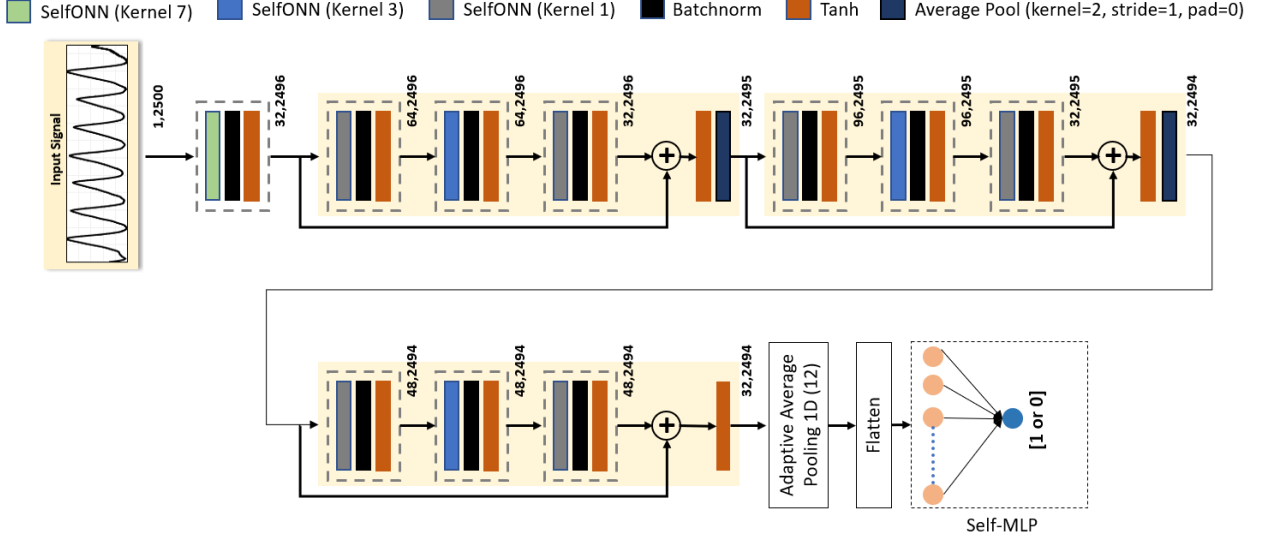 SelfONN (Kernel 7)
SelfONN (Kernel 3)
SelfONN (Kernel 1)
Batchnorm
Tanh
Average Pool (kernel=2, stride=1, pad=0)
Input Signal
1,2500
32,2496
64,2496
64,2496
32,2496
32,2495
96,2495
96,2495
32,2495
32,2494
48,2494
48,2494
48,2494
32,2494
Adaptive Average
Pooling 1D (12)
Flatten
[1 or 0]
Self-MLP